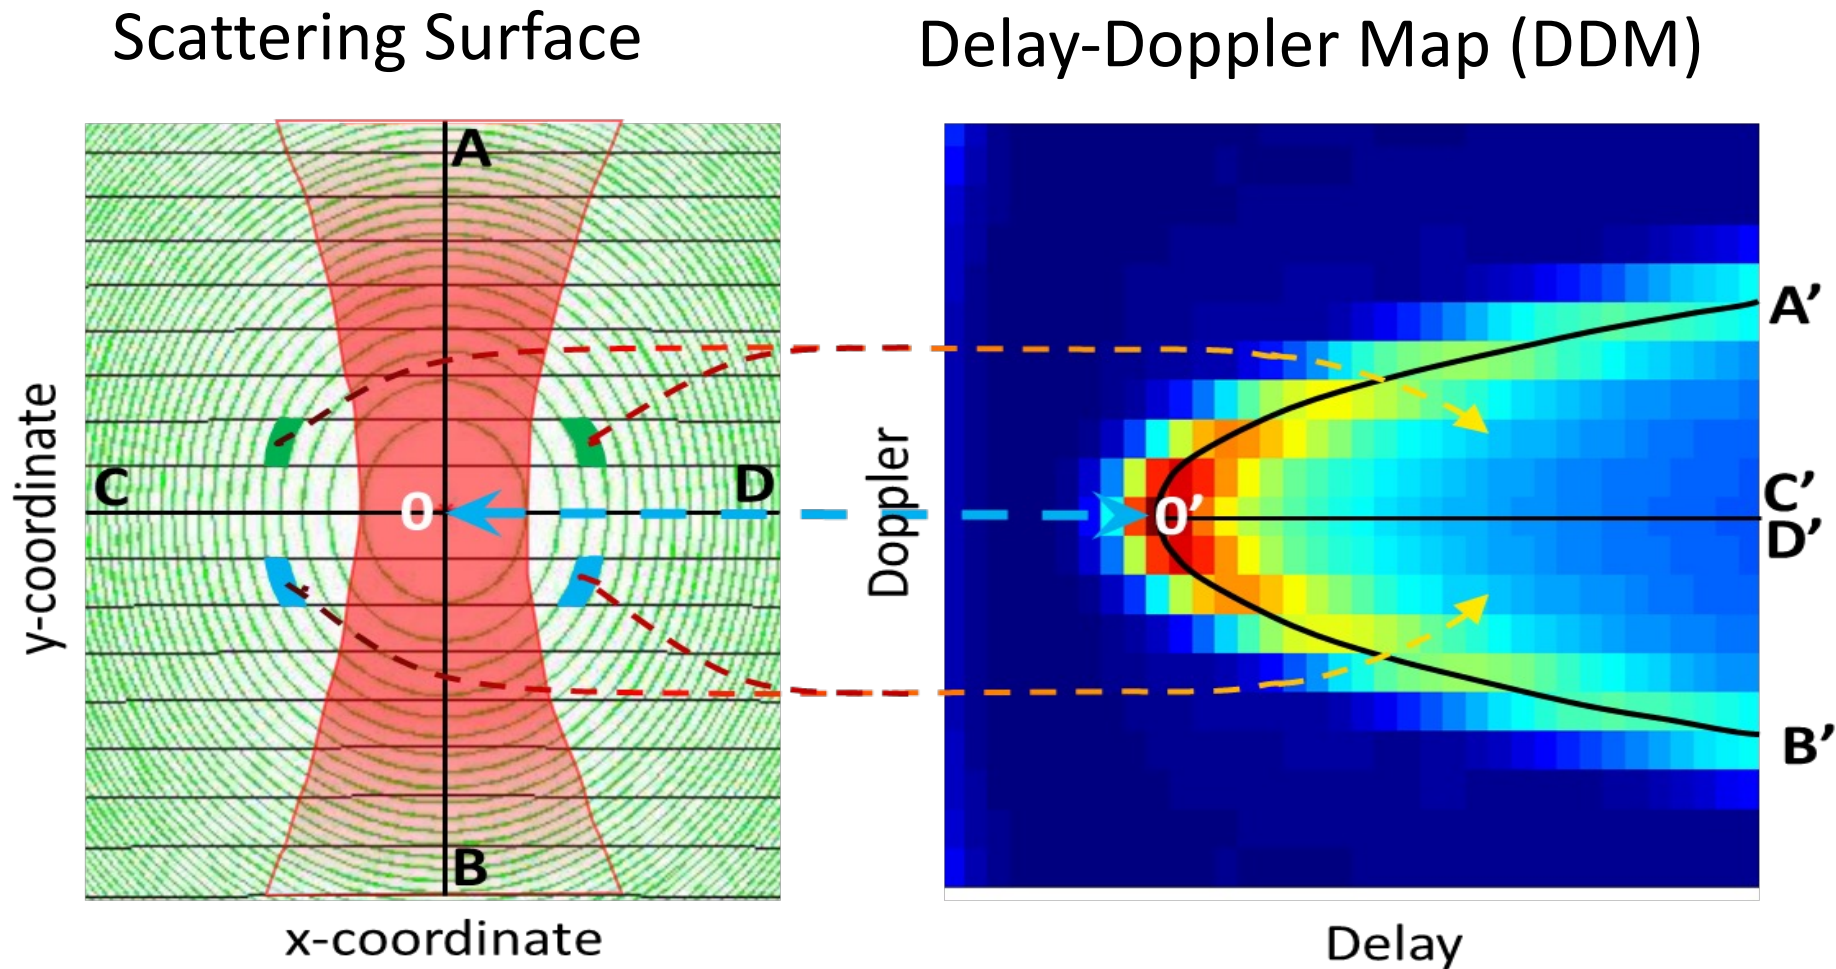 Scattering Surface
Delay-Doppler Map (DDM)
A
A’
y-coordinate
C
D
0
Doppler
0’
C’
D’
B’
B
x-coordinate
Delay